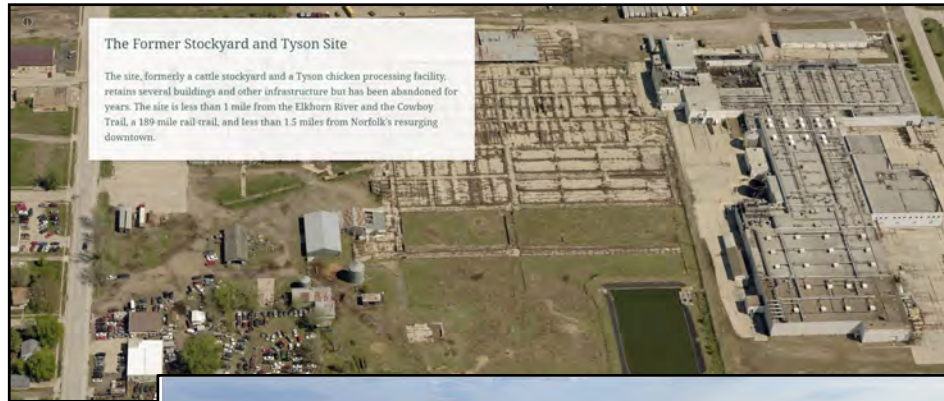 The Former Stockyard and Tyson Site
The site, formerly a cattle stockyard and a Tyson chicken processing facility,
retains several buildings and other infrastructure but has been abandoned for
years. The site is less than 1 mile from the Elkhorn River and the Cowboy
Trail, a 189-mile rail-trail, and less than 1.5 miles from Norfolk's resurging
downtown.